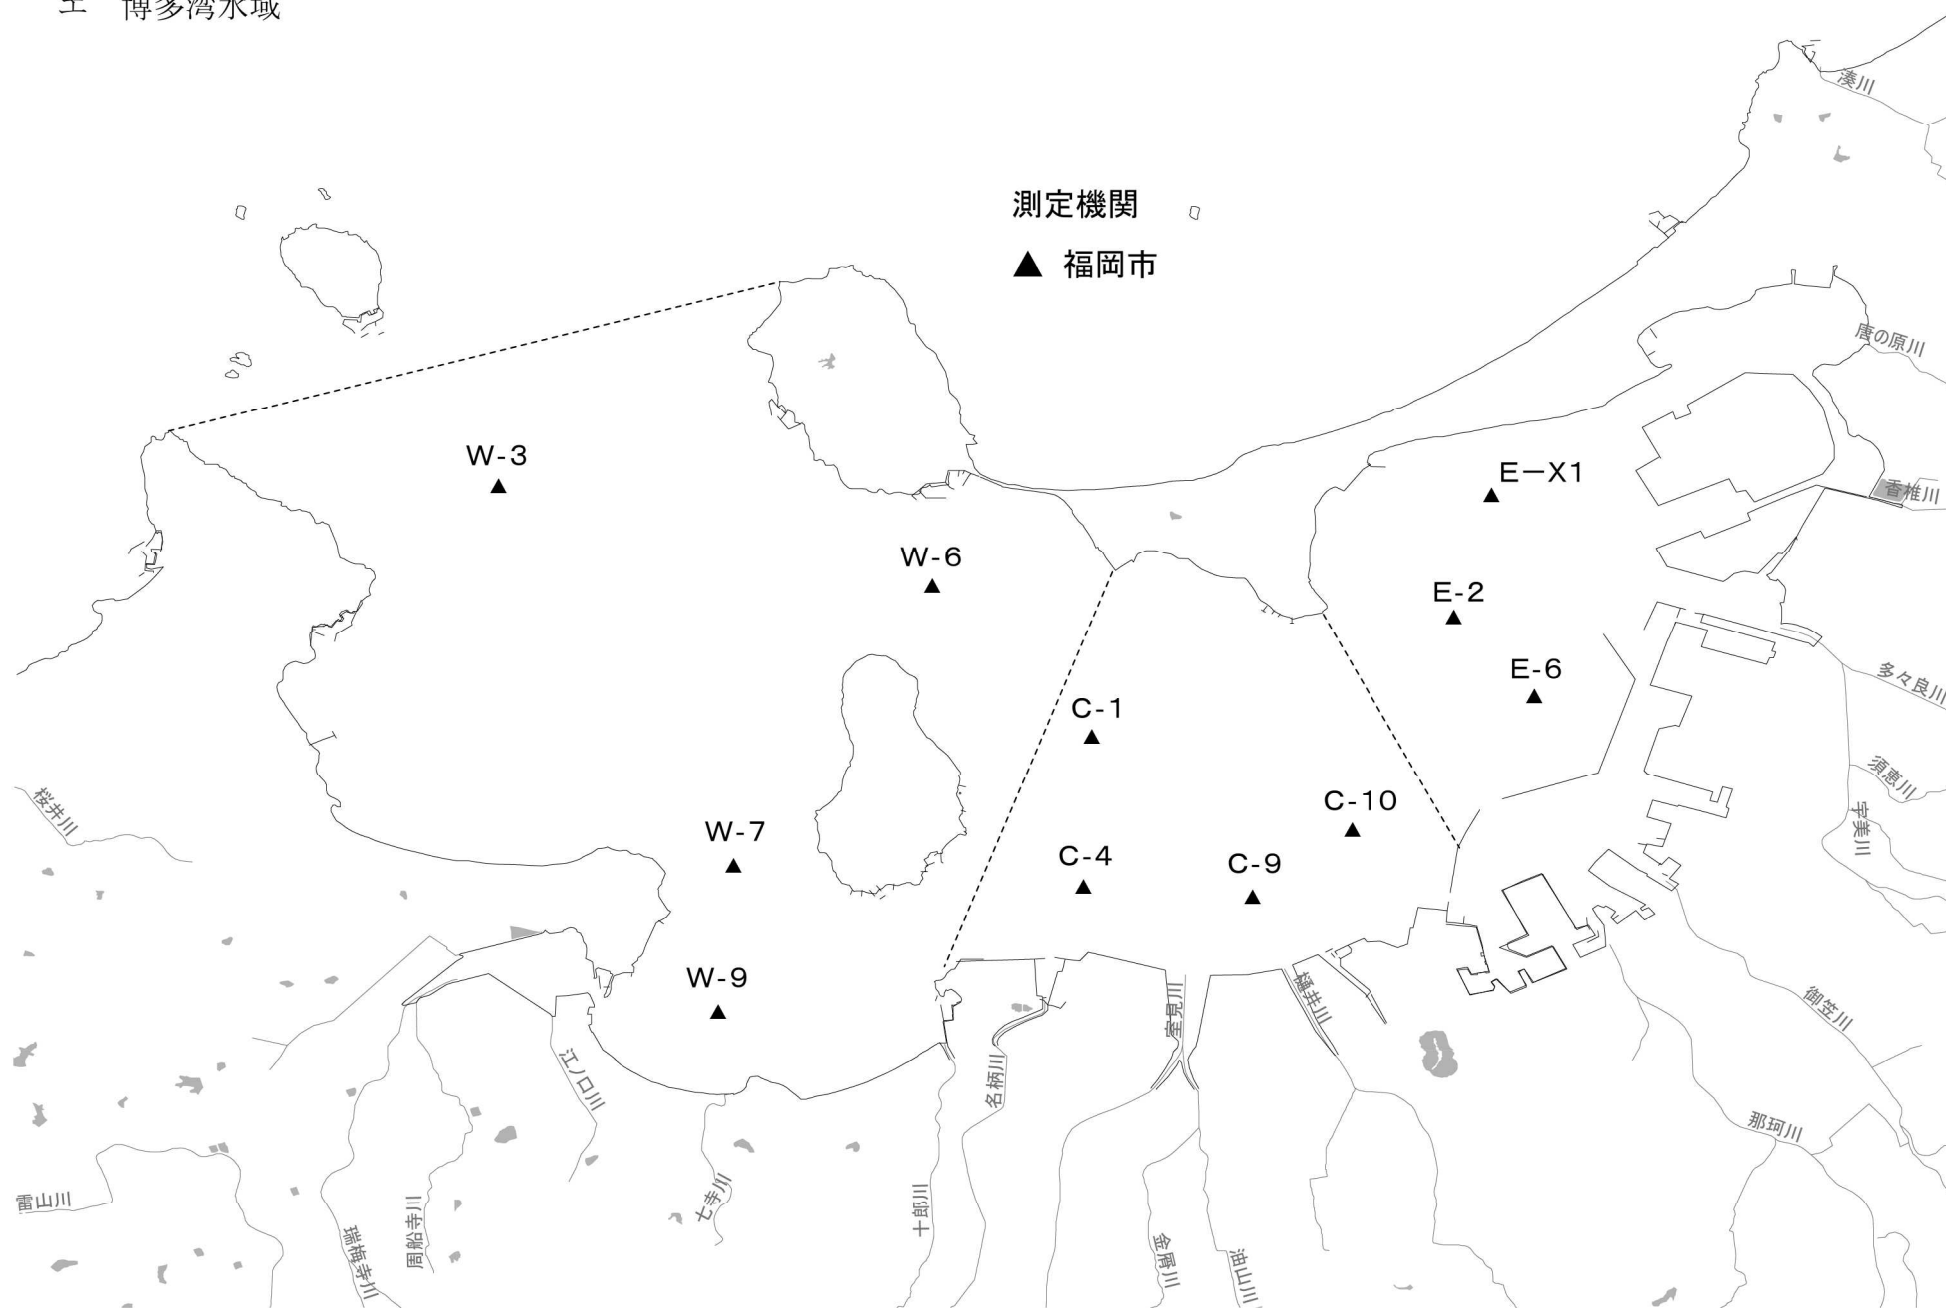 エ 博多湾水域
湊川
測定機関
▲ 福岡市
唐の原川
W-3
E－X1
香椎川
W-6
E-2
E-6
多々良川
C-1
須恵川
桜井川
C-10
宇美川
W-7
C-4
C-9
W-9
室見川
樋井川
御笠川
江ノ口川
名柄川
那珂川
雷山川
周船寺川
七寺川
十郎川
瑞梅寺川
金屑川
油山川